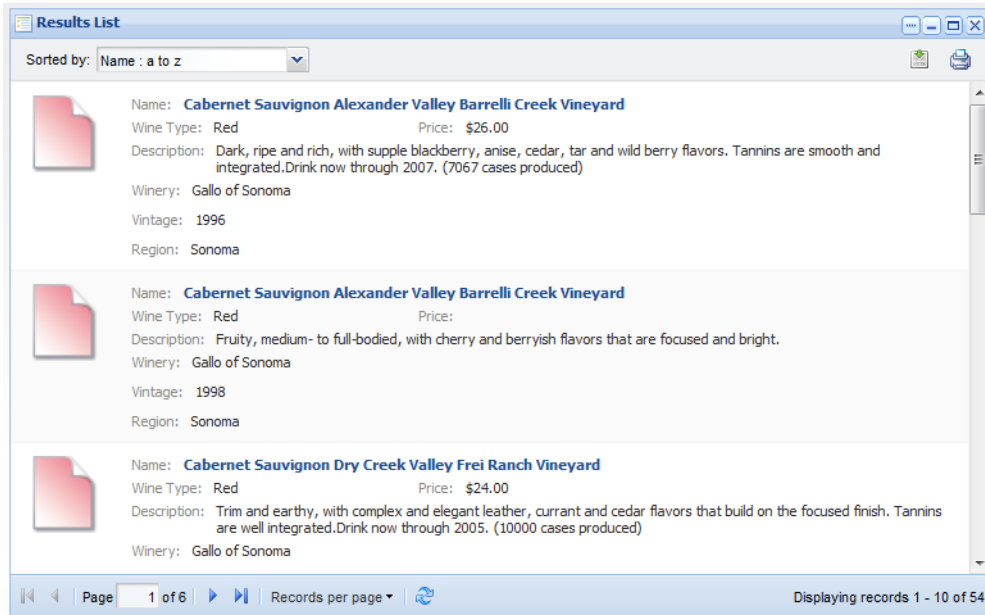 Results List
Sorted by: Name : a to z
Name: Cabernet Sauvignon Alexander Valley Barrelli Creek Vineyard
Wine Type: Red Price: $26.00
Description: Dark, ripe and rich, with supple blackberry, anise, cedar, tar and wild berry flavors. Tannins are smooth and
integrated.Drink now through 2007. (7067 cases produced)
Winery: Gallo of Sonoma
Vintage: 1996
Region: Sonoma
Name: Cabernet Sauvignon Alexander Valley Barrelli Creek Vineyard
Wine Type: Red Price:
Description: Fruity, medium- to full-bodied, with cherry and berryish flavors that are focused and bright.
Winery: Gallo of Sonoma
Vintage: 1998
Region: Sonoma
Name: Cabernet Sauvignon Dry Creek Valley Frei Ranch Vineyard
Wine Type: Red Price: $24.00
Description: Trim and earthy, with complex and elegant leather, currant and cedar flavors that build on the focused finish. Tannins
are well integrated.Drink now through 2005. (10000 cases produced)
Winery: Gallo of Sonoma
Page 1 of 6 Records per page Displaying records 1 - 10 of 54